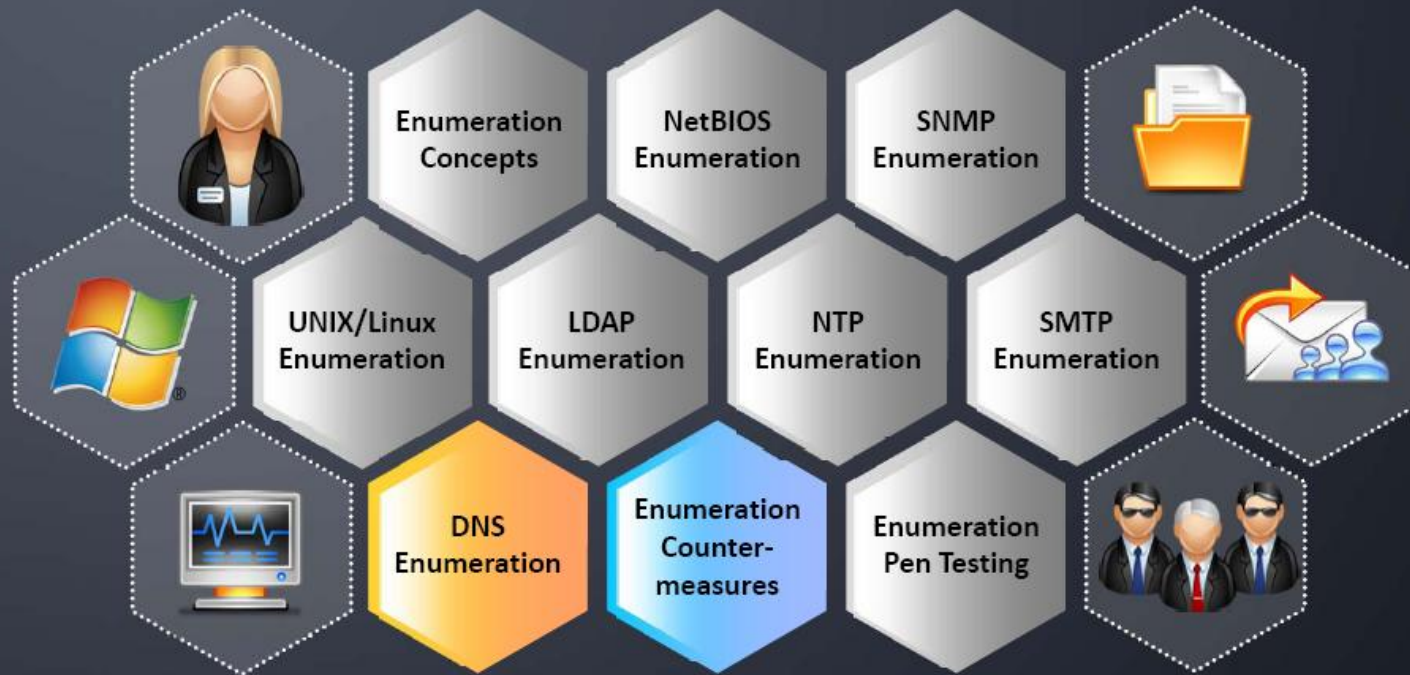 Enumeration
Concepts
NetBIOS
Enumeration
SNMP
Enumeration
UNIX/Linux
Enumeration
LDAP
Enumeration
NTP
Enumeration
SMTP
Enumeration
®
DNS
Enumeration
Enumeration
Counter-
measures
Enumeration
Pen Testing